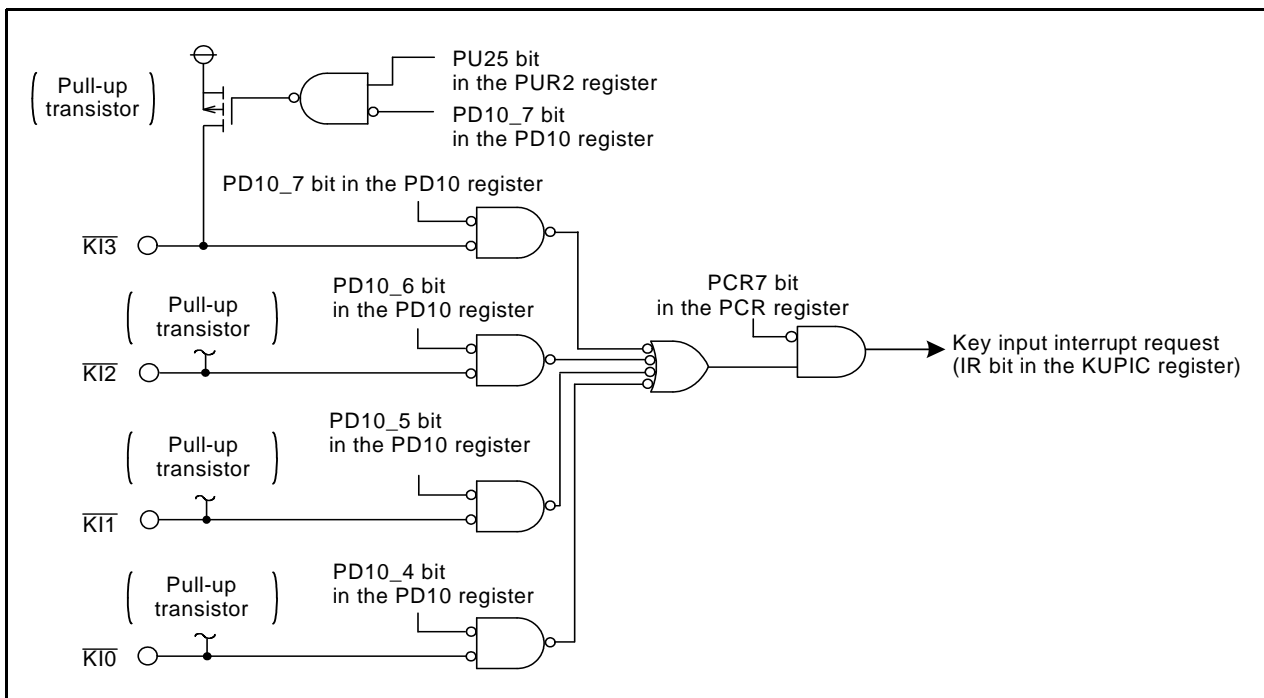 PU25 bit
in the PUR2 register
Pull-up
transistor
PD10_7 bit
in the PD10 register
PD10_7 bit in the PD10 register
KI3
PD10_6 bit
in the PD10 register
PCR7 bit
in the PCR register
Pull-up
transistor
Key input interrupt request
(IR bit in the KUPIC register)
KI2
PD10_5 bit
in the PD10 register
Pull-up
transistor
KI1
PD10_4 bit
in the PD10 register
Pull-up
transistor
KI0